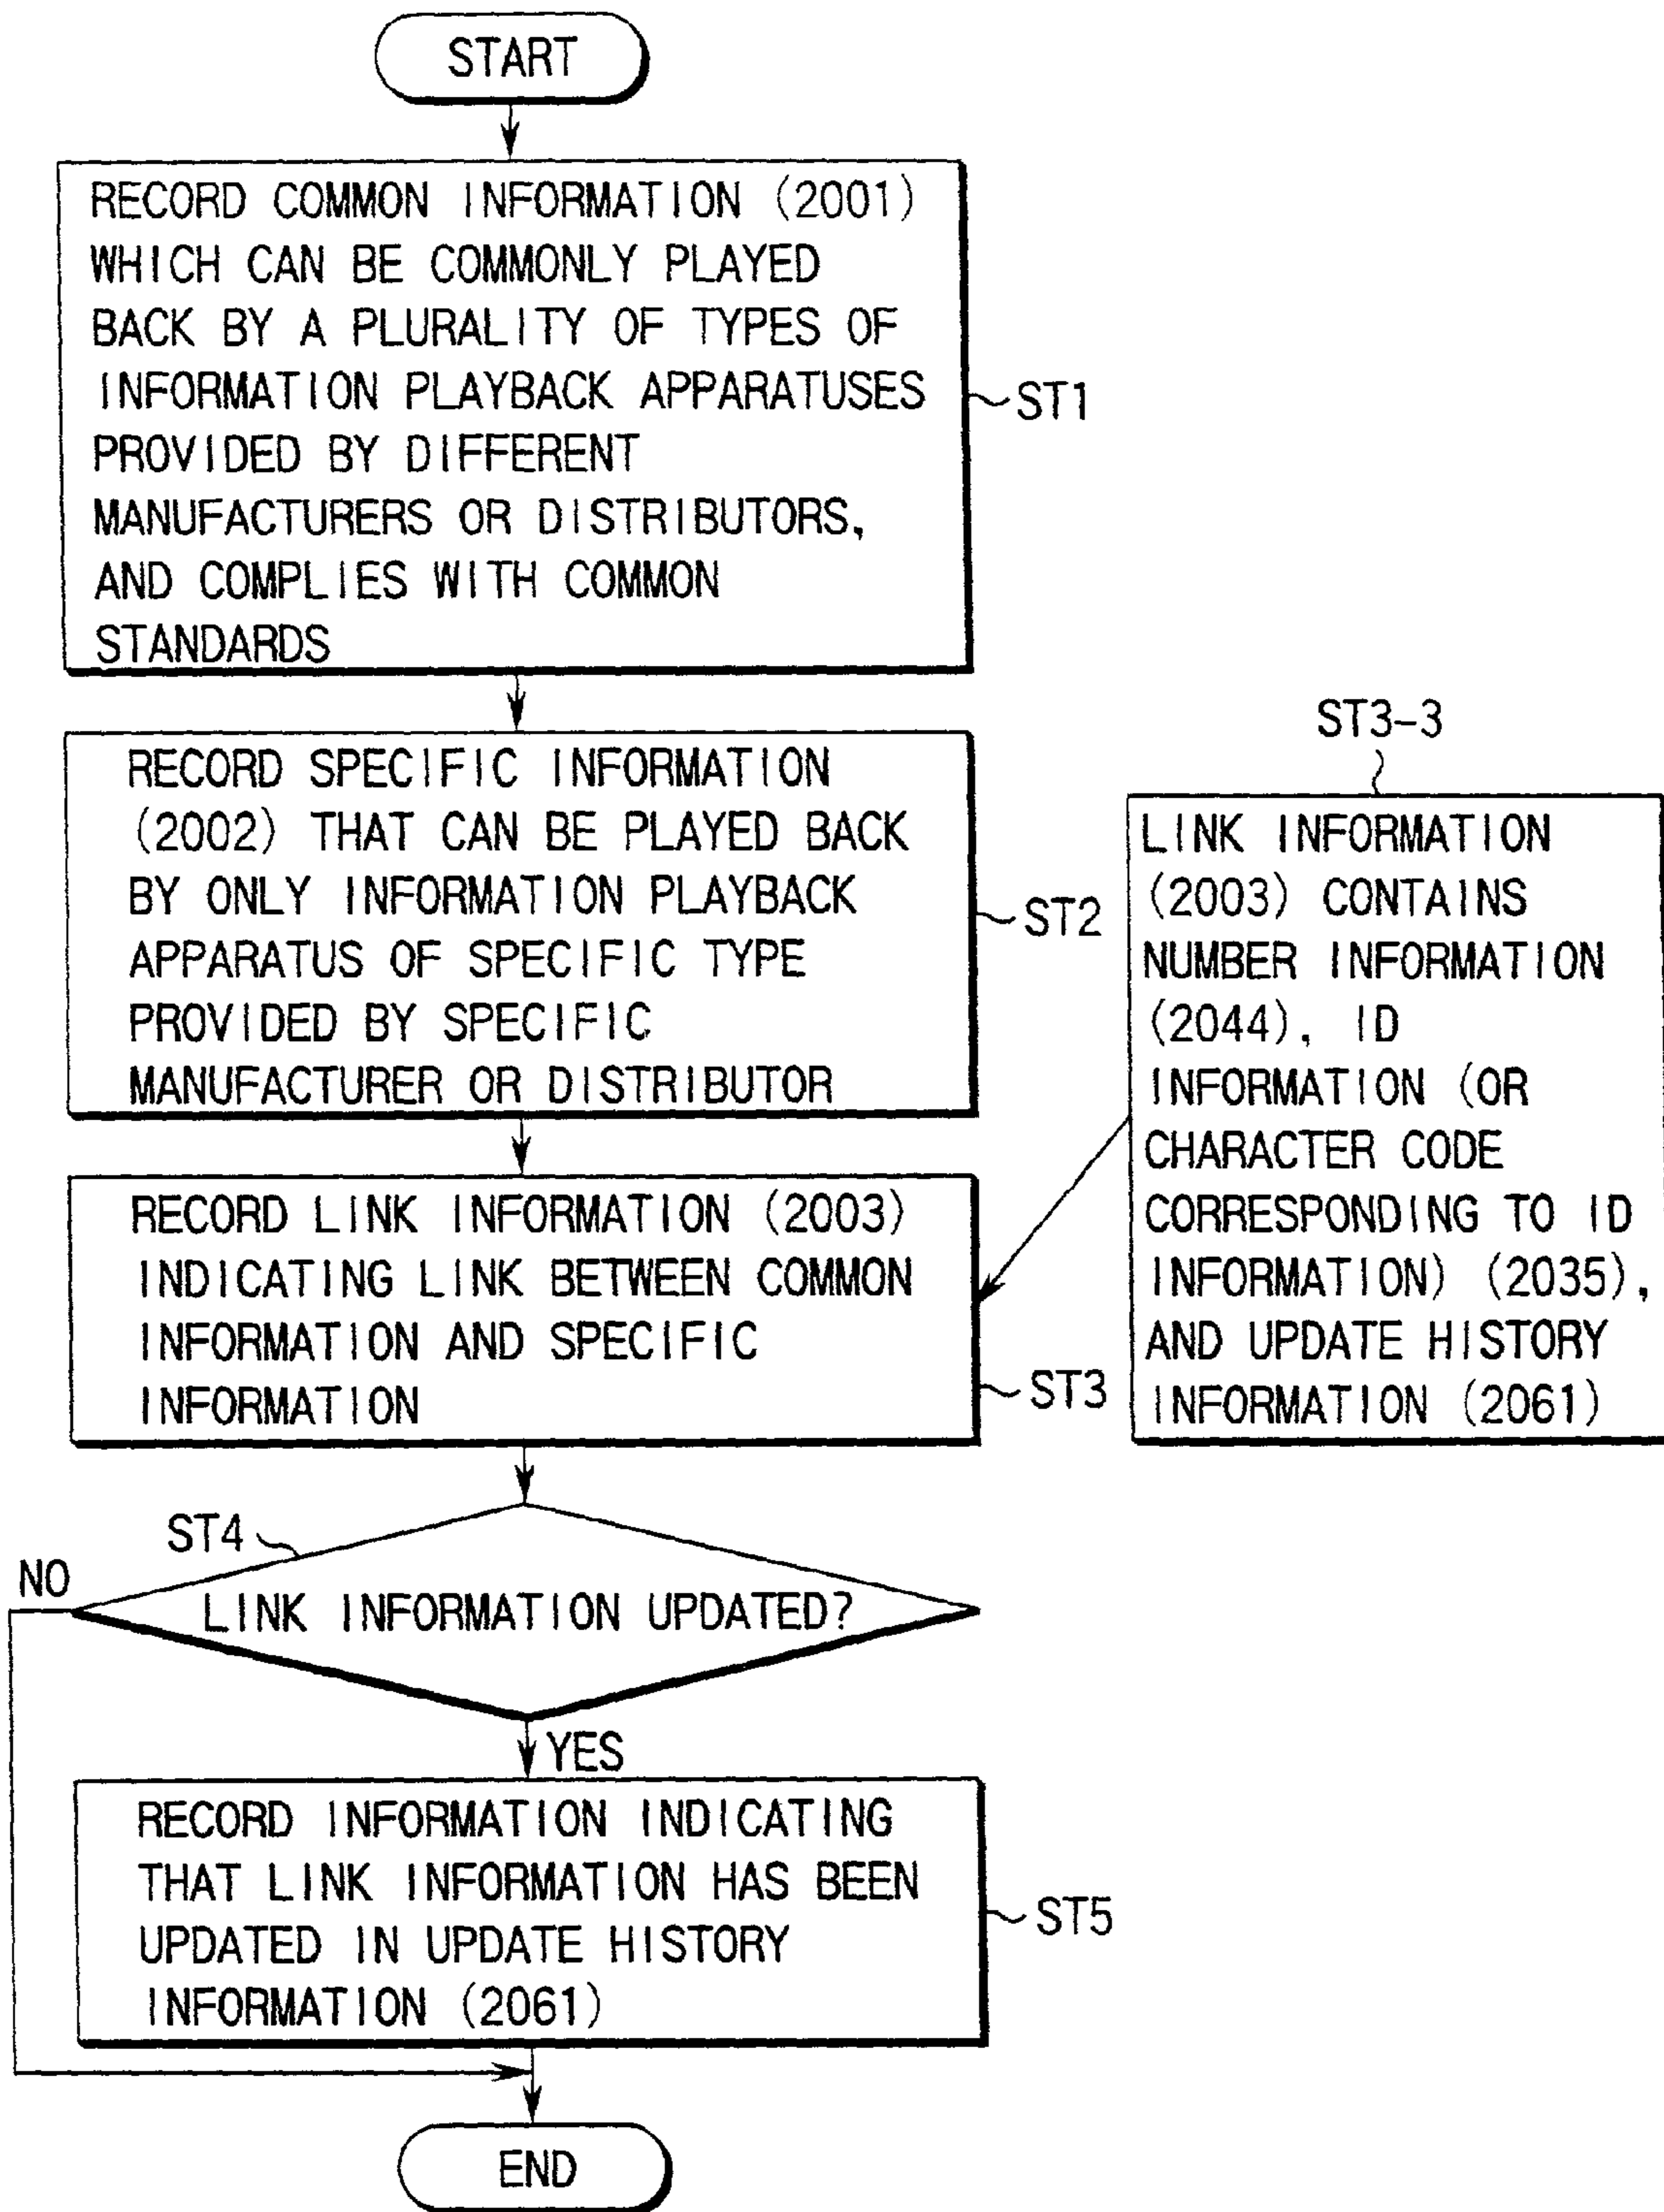 START
RECORD COMMON INFORMATION (2001)
WHICH CAN BE COMMONLY PLAYED
BACK BY A PLURALITY OF TYPES OF
INFORMATION PLAYBACK APPARATUSES
PROVIDED BY DIFFERENT
MANUFACTURERS OR DISTRIBUTORS,
AND COMPLIES WITH COMMON
STANDARDS
ST1
RECORD SPECIFIC INFORMATION
(2002) THAT CAN BE PLAYED BACK
BY ONLY INFORMATION PLAYBACK
APPARATUS OF SPECIFIC TYPE
PROVIDED BY SPECIFIC
MANUFACTURER OR DISTRIBUTOR
ST2
ST3-3
LINK INFORMATION
(2003) CONTAINS
NUMBER INFORMATION
(2044), ID
INFORMATION (OR
CHARACTER CODE
CORRESPONDING TO ID
INFORMATION) (2035),
AND UPDATE HISTORY
INFORMATION (2061)
RECORD LINK INFORMATION (2003)
INDICATING LINK BETWEEN COMMON
INFORMATION AND SPECIFIC
INFORMATION
ST3
ST4
NO
LINK INFORMATION UPDATED?
YES
RECORD INFORMATION INDICATING
THAT LINK INFORMATION HAS BEEN
UPDATED IN UPDATE HISTORY
INFORMATION (2061)
ST5
END